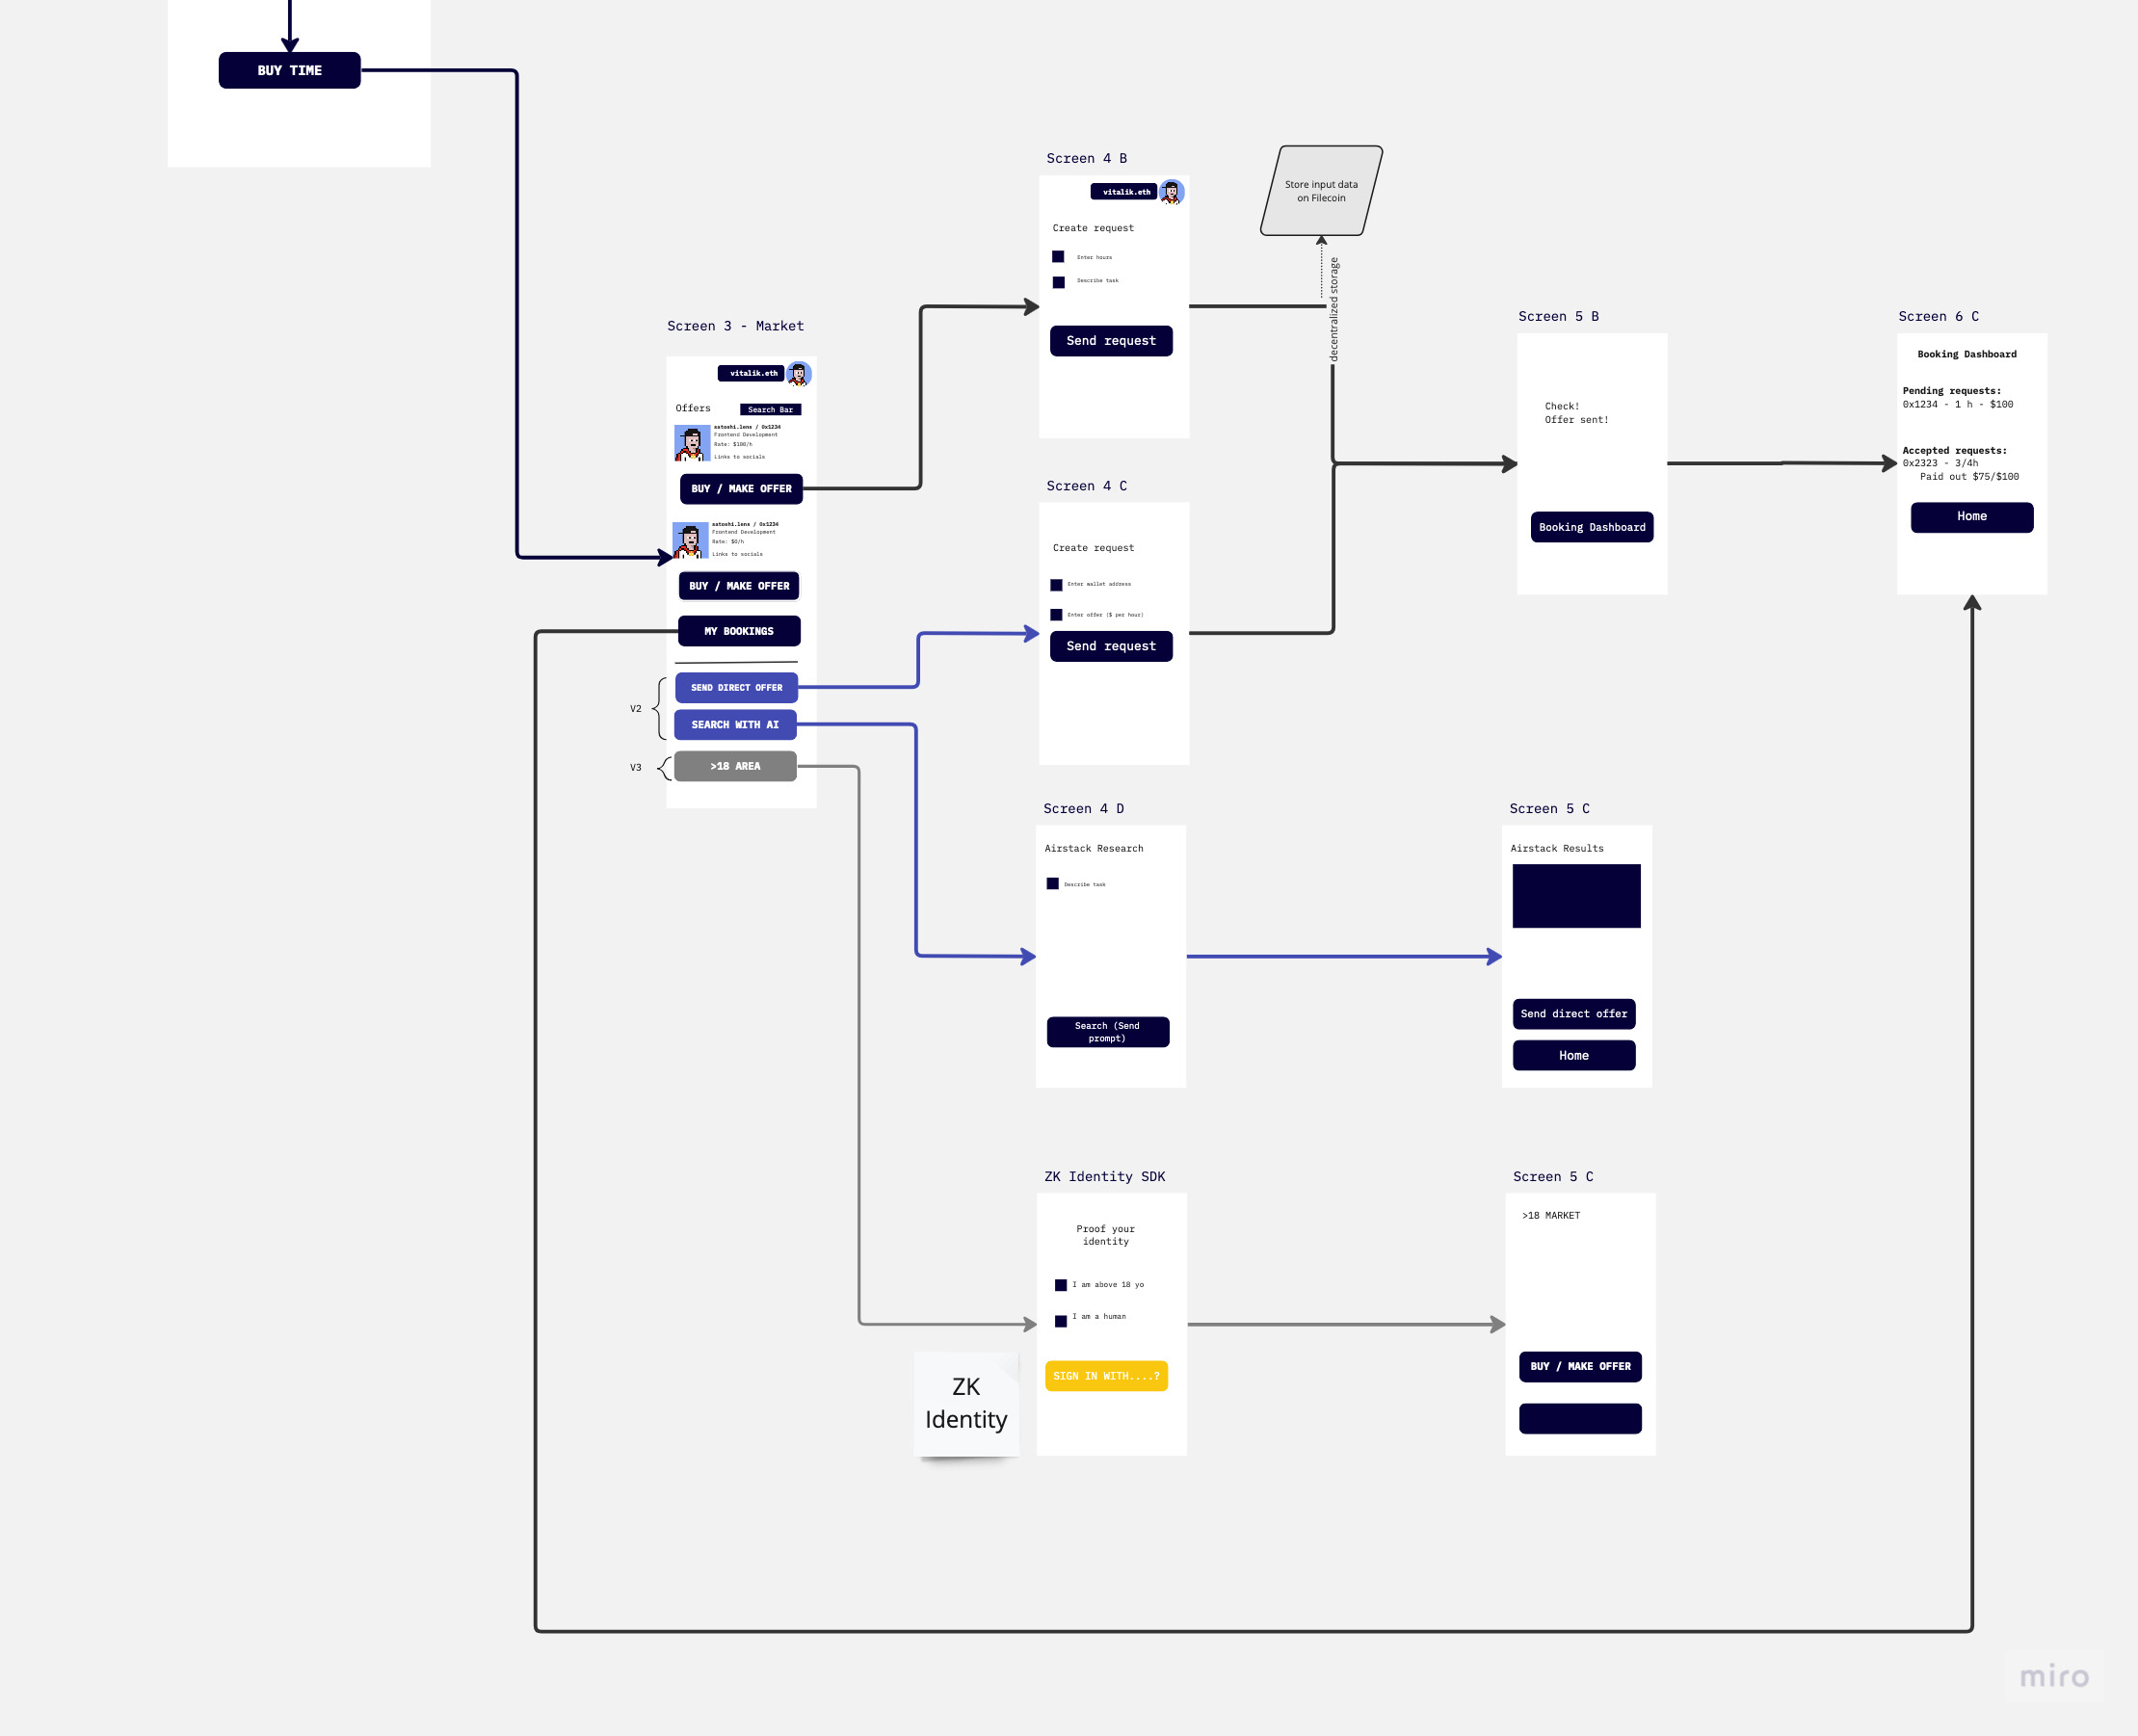 BUY TIME
Screen 3 - Market
vitalik.eth
Offers
Search Bar
satoshi.lens / 0x1234
Frontend Development
Rate: $100/h
Links to socials
BUY / MAKE OFFER
satoshi.lens / 0x1234
Frontend Development
Rate: $0/h
Links to socials
BUY / MAKE OFFER
MY BOOKINGS
V2
SEND DIRECT OFFER
SEARCH WITH AI
V3
>18 AREA
Screen 4 B
vitalik.eth
Create request
Enter hours
Describe task
Send request
Store input data
on Filecoin
decentralized storage
Screen 4 C
Create request
Enter wallet address
Enter offer ($ per hour)
Send request
Screen 5 B
Check!
Offer sent!
Booking Dashboard
Screen 6 C
Booking Dashboard
Pending requests:
0x1234 - 1 h - $100
Accepted requests:
0x2323 - 3/4h
Paid out $75/$100
Home
Screen 4 D
Airstack Research
Describe task
Search (Send
prompt)
Screen 5 C
Airstack Results
Send direct offer
Home
ZK Identity SDK
Proof your
identity
I am above 18 yo
I am a human
SIGN IN WITH....?
ZK
Identity
Screen 5 C
>18 MARKET
BUY / MAKE OFFER
miro